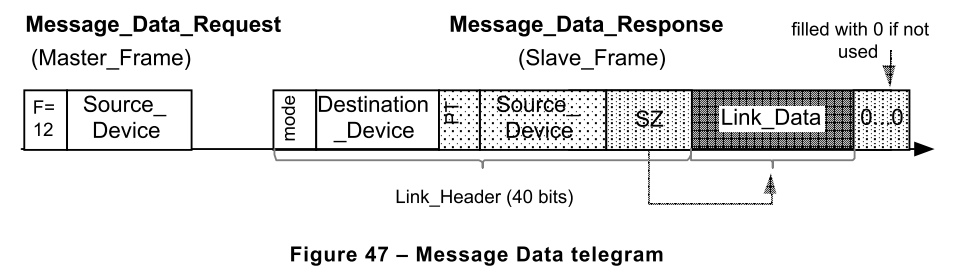 Message_Data_Request
(Master_Frame)
Message_Data_Response
(Slave_Frame)
filled with 0 if not
used
F=
12
Source_
Device
mode
Destination
_Device
PT
Source_
Device
SZ
Link_Data
0...0
Link_Header (40 bits)
Figure 47 – Message Data telegram